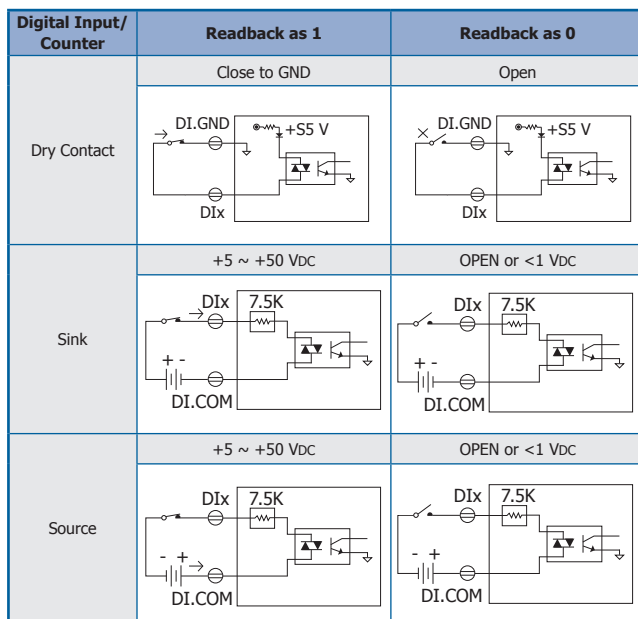 Digital Input/
Counter
Readback as 1
Readback as 0
Dry Contact
Close to GND
Open
DI.GND
+S5 V
DIx
DI.GND
+S5 V
DIx
Sink
+5 ~ +50 VDC
OPEN or <1 VDC
DIx 7.5K
+ -
DI.COM
DIx 7.5K
+ -
DI.COM
Source
+5 ~ +50 VDC
OPEN or <1 VDC
DIx 7.5K
- +
DI.COM
DIx 7.5K
- +
DI.COM